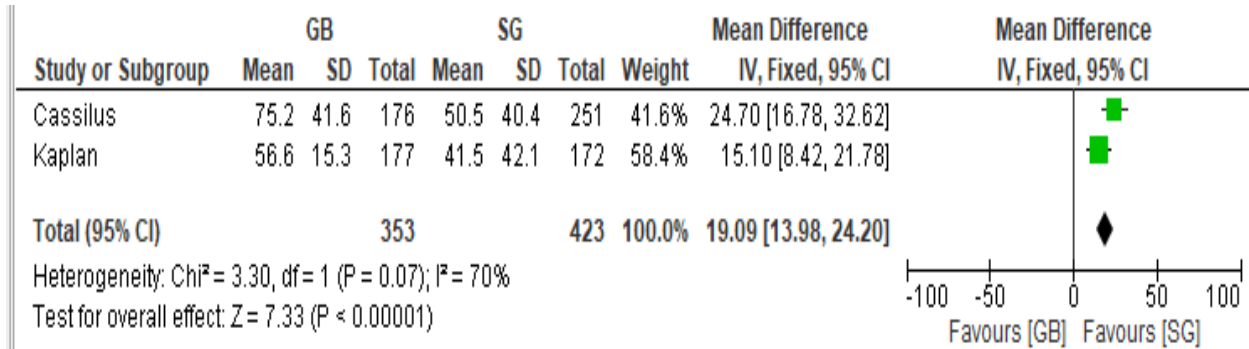 GB SG Mean Difference Mean Difference
Study or Subgroup Mean SD Total Mean SD Total Weight IV, Fixed, 95% CI IV, Fixed, 95% CI
Cassilus 75.2 41.6 176 50.5 40.4 251 41.6% 24.70 [16.78, 32.62]
Kaplan 56.6 15.3 177 41.5 42.1 172 58.4% 15.10 [8.42, 21.78]
Total (95% CI) 353 423 100.0% 19.09 [13.98, 24.20]
Heterogeneity: Chi² = 3.30, df = 1 (P = 0.07); I² = 70%
Test for overall effect: Z = 7.33 (P < 0.00001)
-100 -50 0 50 100
Favours [GB] Favours [SG]